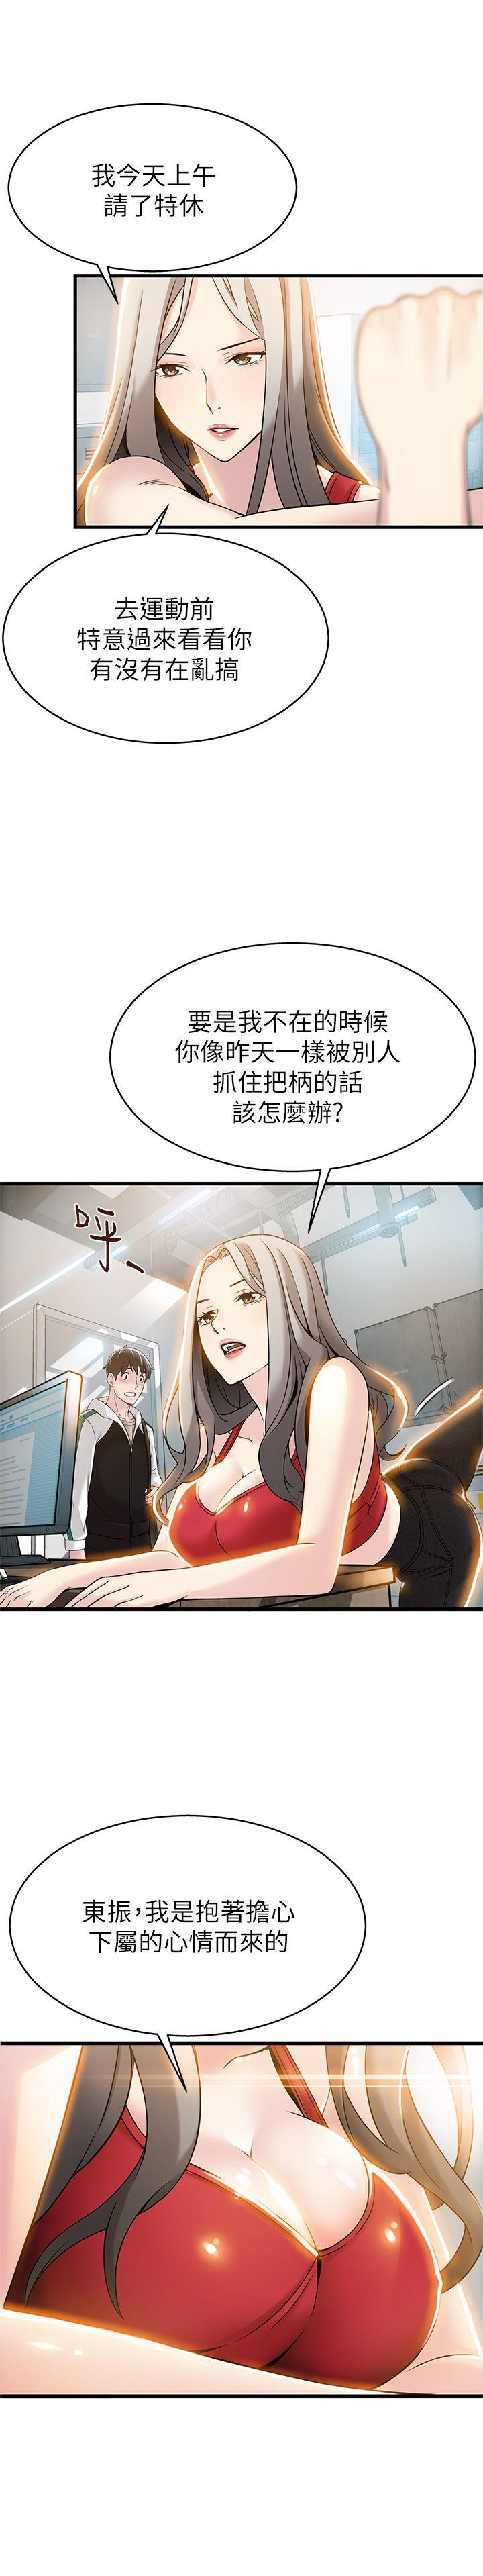 我今天上午
請了特休
去運動前
特意過來看看你
有沒有在亂搞
要是我不在的時候
你像昨天一樣被別人
抓住把柄的話
該怎麼辦?
呼、
東振，我是抱著擔心
下屬的心情而來的